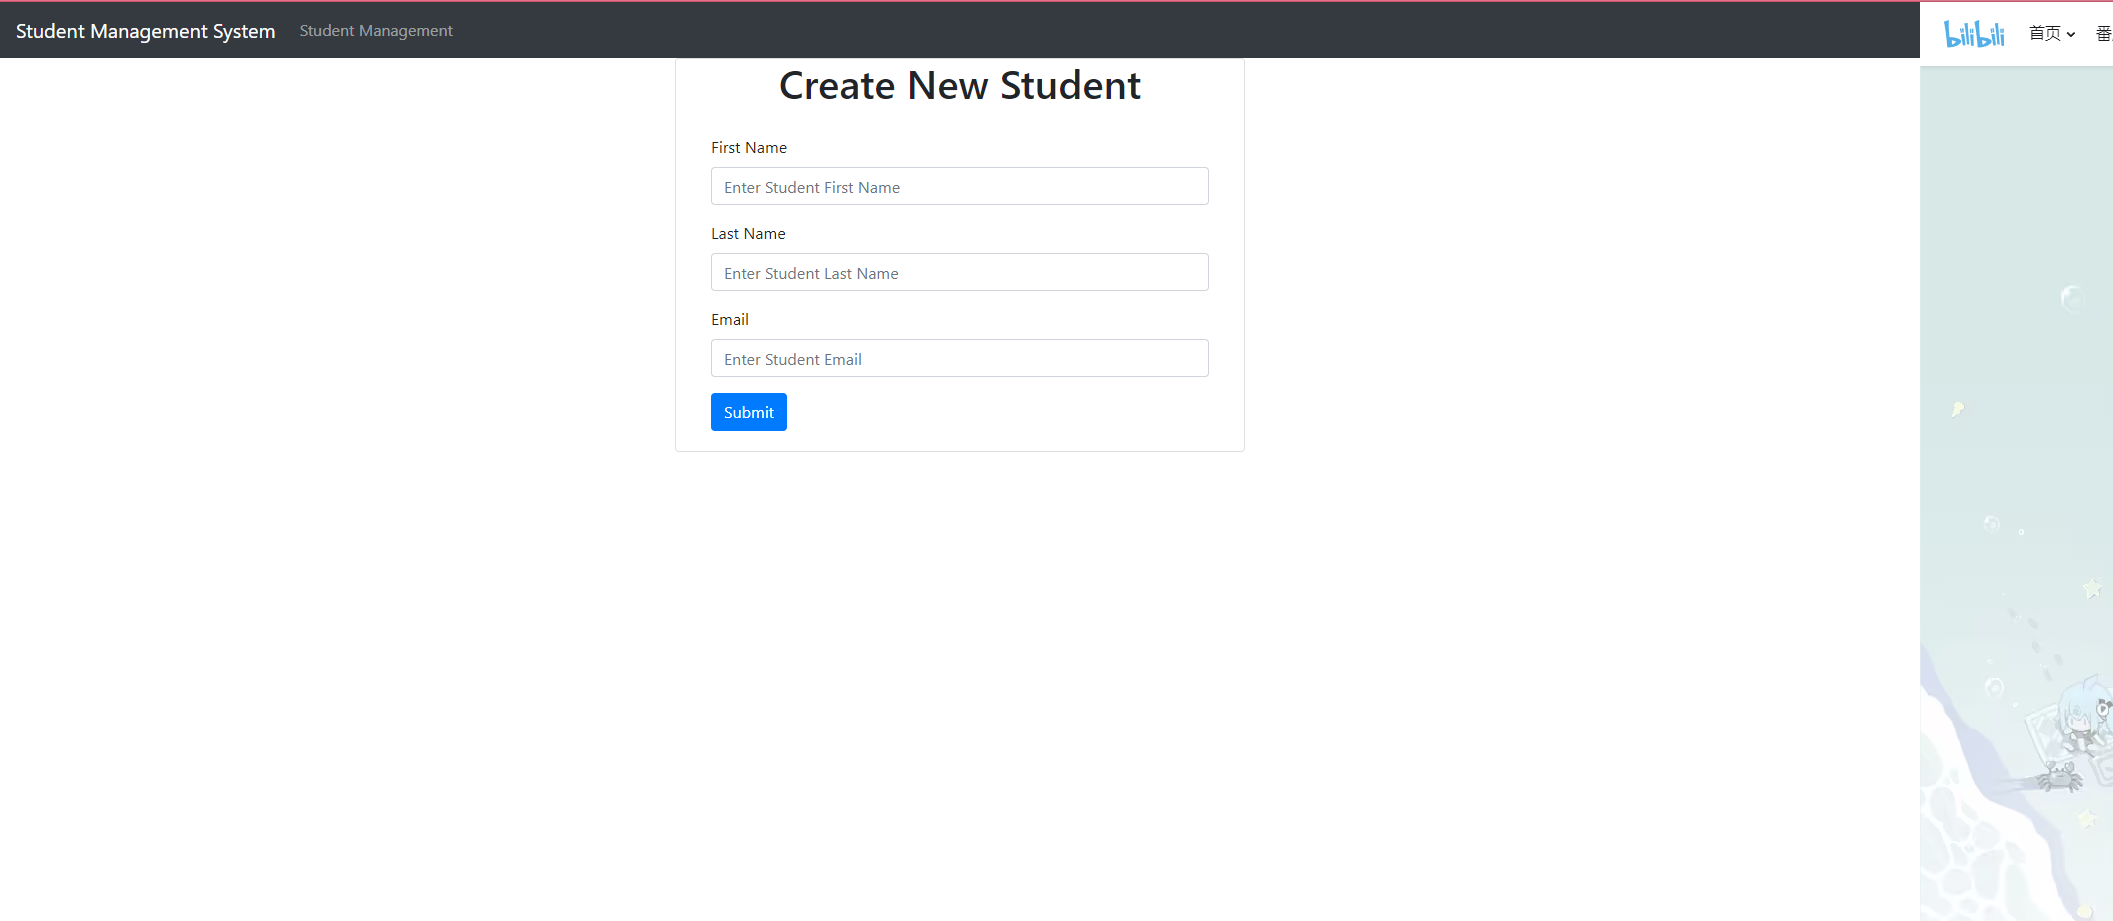 Student Management System Student Management
bilibili 首页 番
Create New Student
First Name
Enter Student First Name
Last Name
Enter Student Last Name
Email
Enter Student Email
Submit